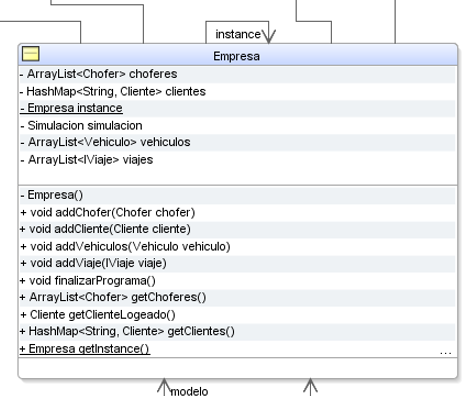 instance
Empresa
- ArrayList<Chofer> choferes
- HashMap<String, Cliente> clientes
- Empresa instance
- Simulacion simulacion
- ArrayList<Vehiculo> vehiculos
- ArrayList<IViaje> viajes
- Empresa()
+ void addChofer(Chofer chofer)
+ void addCliente(Cliente cliente)
+ void addVehiculos(Vehiculo vehiculo)
+ void addViaje(IViaje viaje)
+ void finalizarPrograma()
+ ArrayList<Chofer> getChoferes()
+ Cliente getClienteLogeado()
+ HashMap<String, Cliente> getClientes()
+ Empresa getInstance()
...
modelo